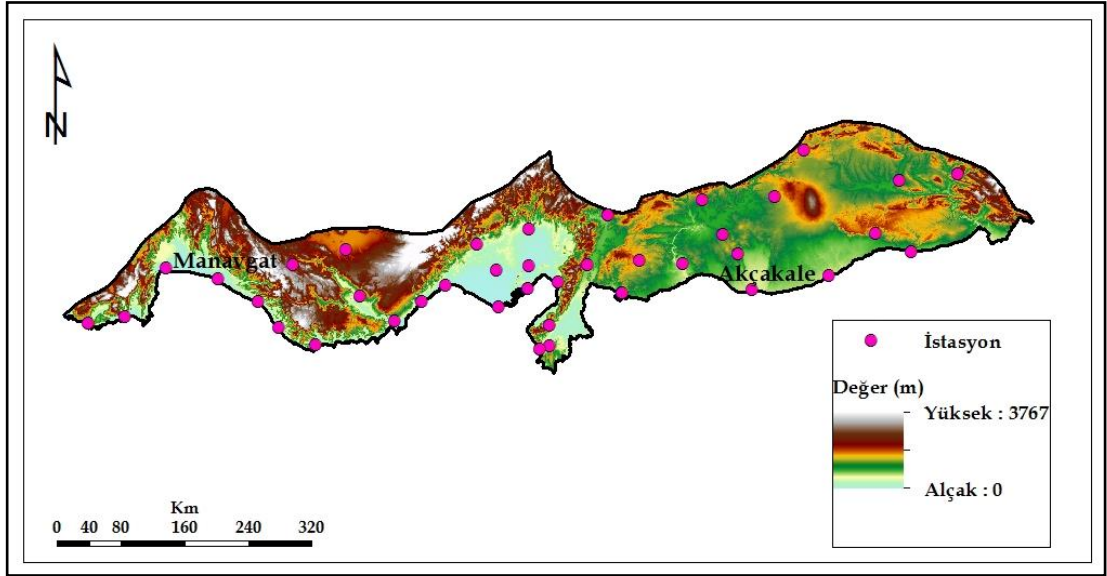 N
Manavgat
Akçakale
İstasyon
Değer (m)
Yüksek : 3767
Alçak : 0
Km
0 40 80 160 240 320